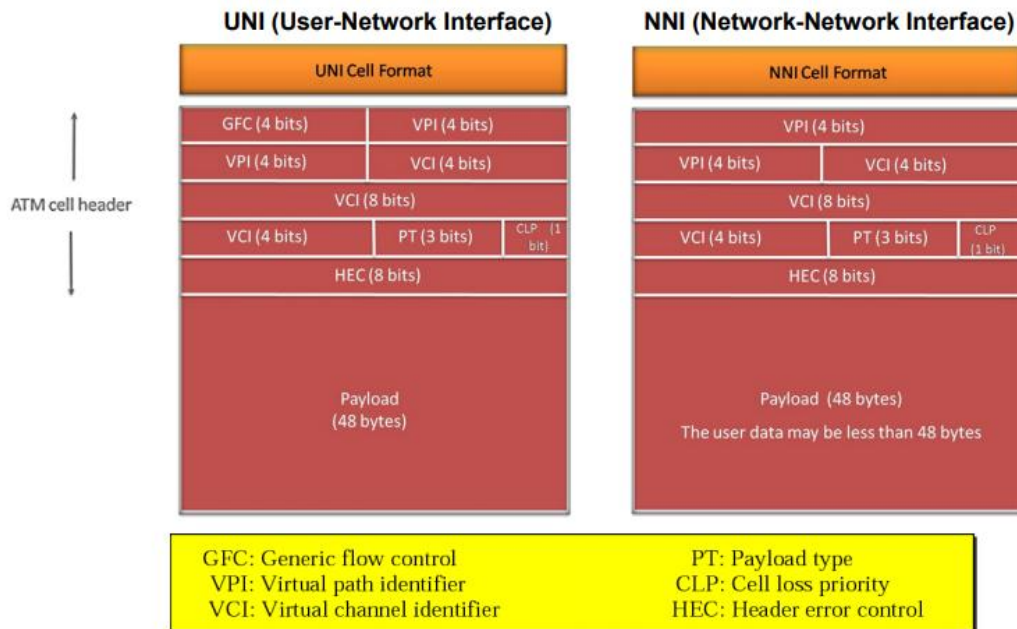 UNI (User-Network Interface)
NNI (Network-Network Interface)
UNI Cell Format
NNI Cell Format
ATM cell header
GFC (4 bits)
VPI (4 bits)
VPI (4 bits)
VCI (4 bits)
VCI (8 bits)
VCI (4 bits)
PT (3 bits)
CLP (1
bit)
HEC (8 bits)
Payload
(48 bytes)
VPI (4 bits)
VPI (4 bits)
VCI (4 bits)
VCI (8 bits)
VCI (4 bits)
PT (3 bits)
CLP
(1 bit)
HEC (8 bits)
Payload (48 bytes)
The user data may be less than 48 bytes
GFC: Generic flow control
VPI: Virtual path identifier
VCI: Virtual channel identifier
PT: Payload type
CLP: Cell loss priority
HEC: Header error control